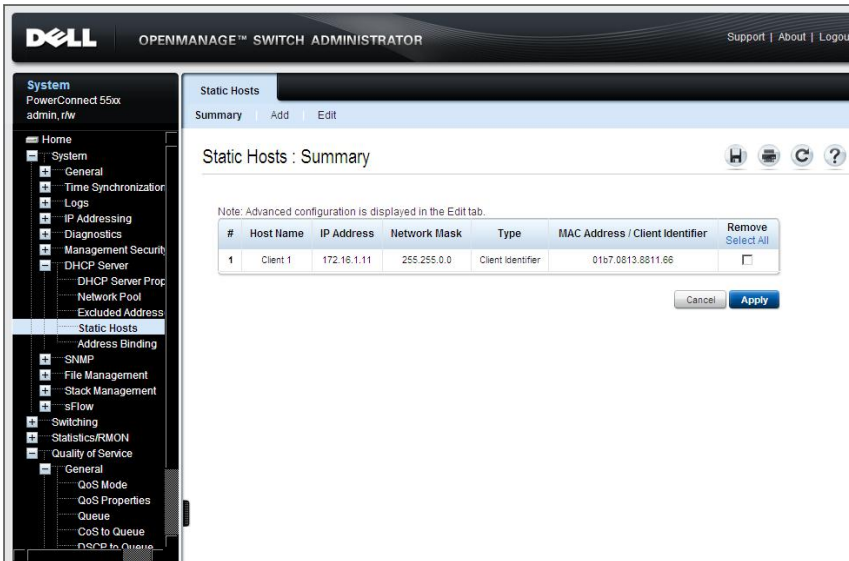 DELL
OPENMANAGE™ SWITCH ADMINISTRATOR
Support | About | Logou
System
PowerConnect 55xx
admin, r/w
Home
System
General
Time Synchronization
Logs
IP Addressing
Diagnostics
Management Securit
DHCP Server
DHCP Server Prop
Network Pool
Excluded Address
Static Hosts
Address Binding
SNMP
File Management
Stack Management
sFlow
Switching
Statistics/RMON
Quality of Service
General
QoS Mode
QoS Properties
Queue
CoS to Queue
DSCP to Queue
Static Hosts
Summary Add Edit
Static Hosts : Summary
Note: Advanced configuration is displayed in the Edit tab.
# Host Name IP Address Network Mask Type MAC Address / Client Identifier Remove
Select All
1 Client 1 172.16.1.11 255.255.0.0 Client Identifier 01b7.0813.8811.66
Cancel Apply